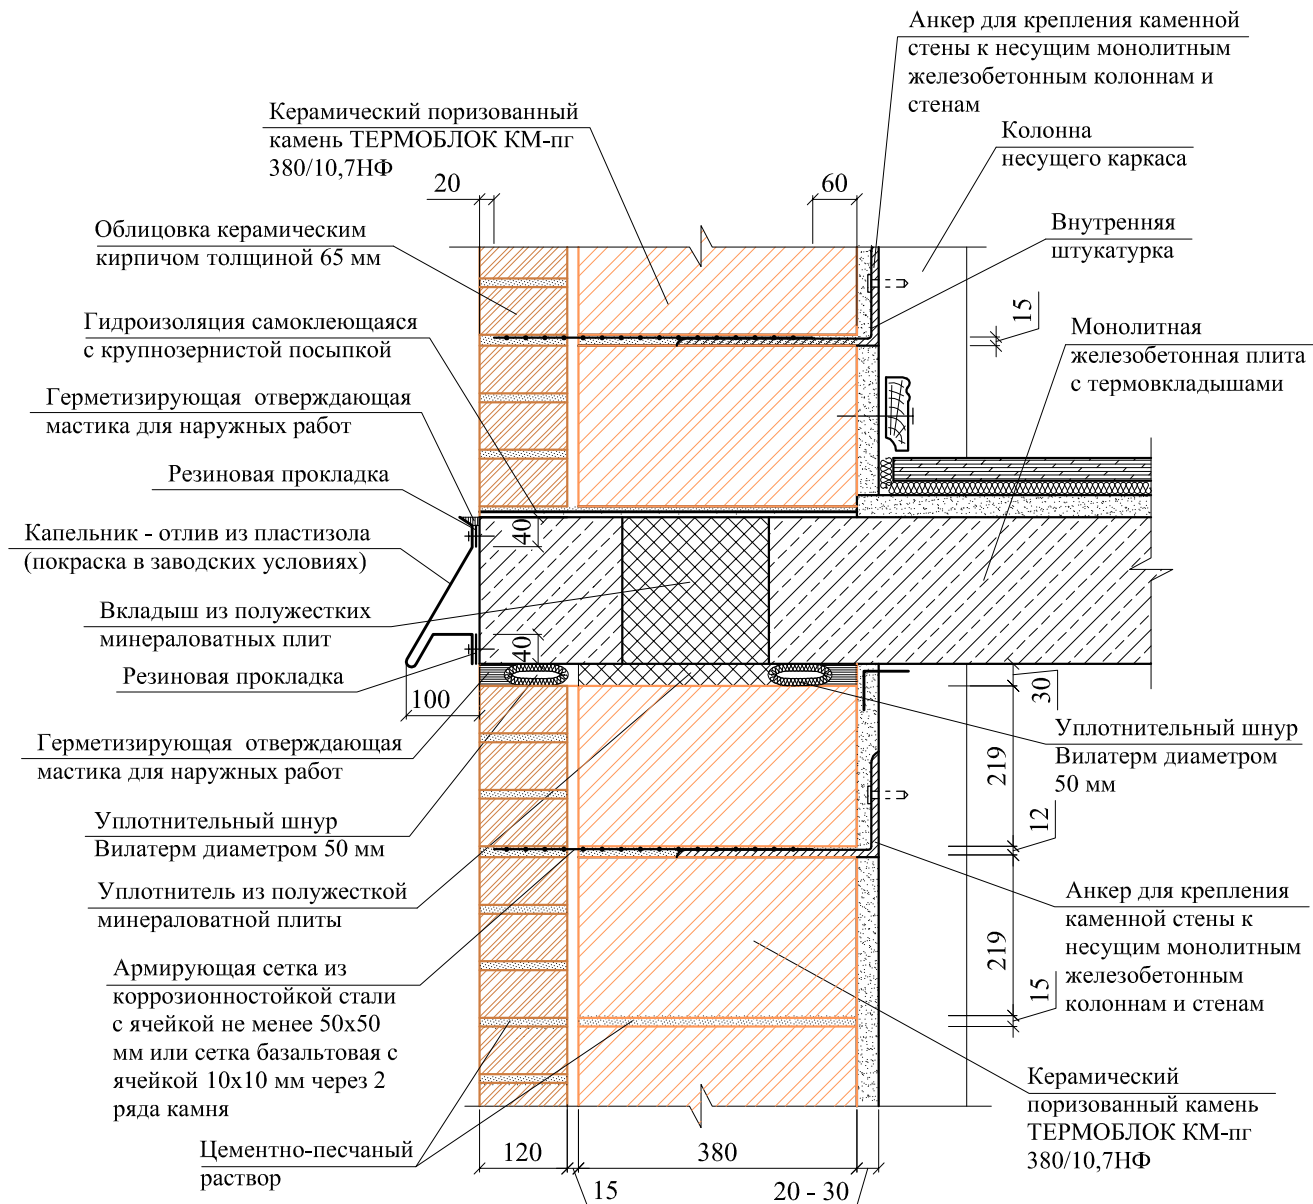 Анкер для крепления каменной
стены к несущим монолитным
железобетонным колоннам и
стенам
Керамический поризованный
камень ТЕРМОБЛОК КМ-пг
380/10,7НФ
Колонна
несущего каркаса
20
60
Облицовка керамическим
кирпичом толщиной 65 мм
Внутренняя
штукатурка
15
Гидроизоляция самоклеющаяся
с крупнозернистой посыпкой
Монолитная
железобетонная плита
с термовкладышами
Герметизирующая отверждающая
мастика для наружных работ
Резиновая прокладка
Капельник - отлив из пластизола
(покраска в заводских условиях)
40
Вкладыш из полужестких
минераловатных плит
40
Резиновая прокладка
100
30
Герметизирующая отверждающая
мастика для наружных работ
Уплотнительный шнур
Вилатерм диаметром
50 мм
219
12
Уплотнительный шнур
Вилатерм диаметром 50 мм
Уплотнитель из полужесткой
минераловатной плиты
Анкер для крепления
каменной стены к
несущим монолитным
железобетонным
колоннам и стенам
219
15
Армирующая сетка из
коррозионностойкой стали
с ячейкой не менее 50х50
мм или сетка базальтовая с
ячейкой 10х10 мм через 2
ряда камня
Керамический
поризованный камень
ТЕРМОБЛОК КМ-пг
380/10,7НФ
Цементно-песчаный
раствор
120
380
15
20 - 30